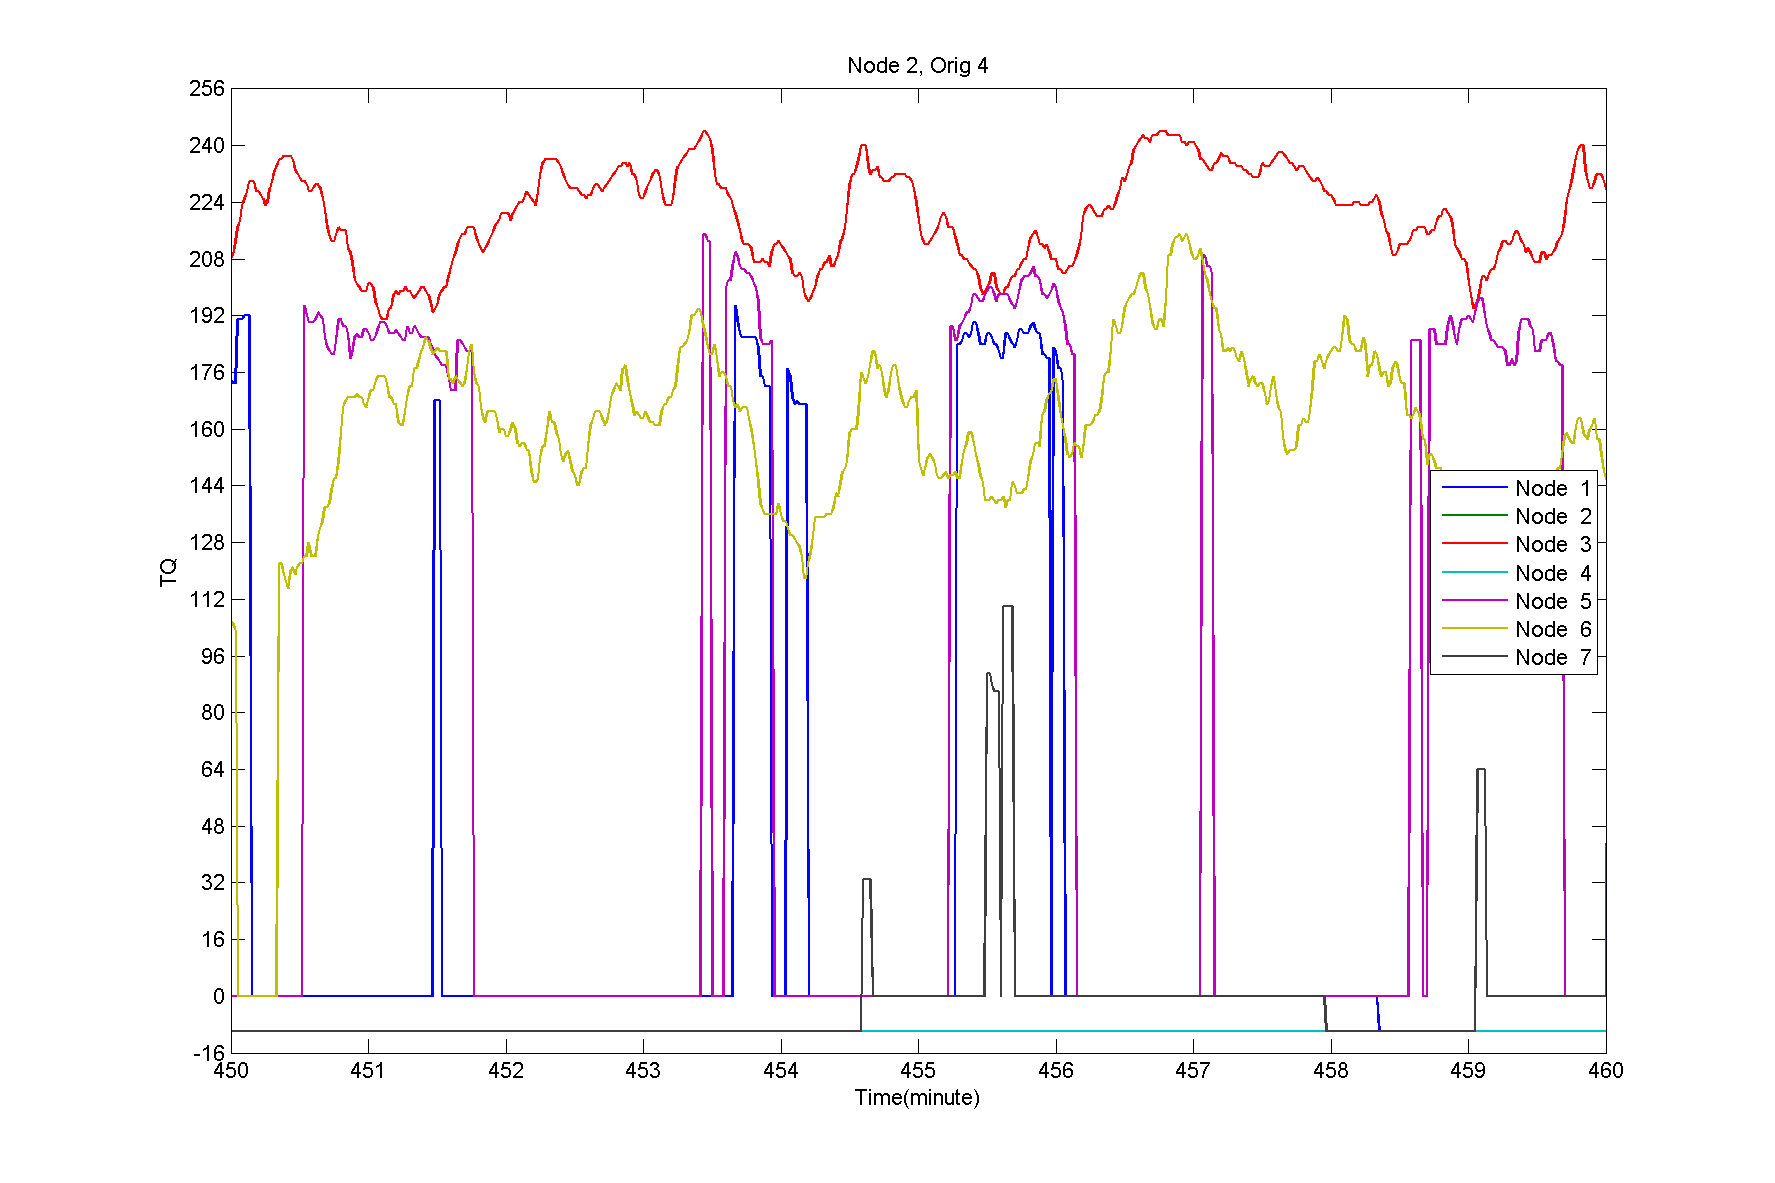 Node 2, Orig 4
256
240
224
208
192
176
160
144
128
112
96
80
64
48
32
16
0
-16
TQ
450 451 452 453 454 455 456 457 458 459 460
Time(minute)
Node 1
Node 2
Node 3
Node 4
Node 5
Node 6
Node 7